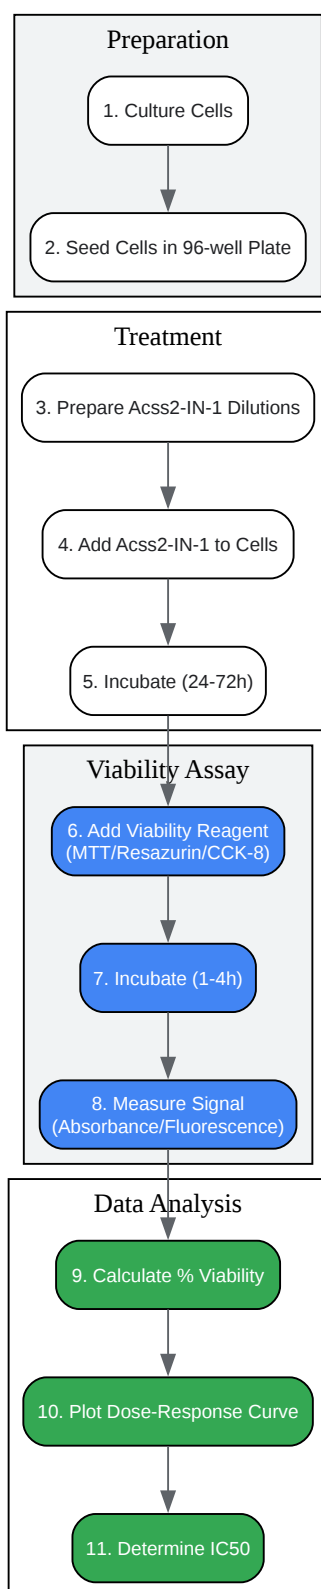 Preparation
1. Culture Cells
2. Seed Cells in 96-well Plate
Treatment
3. Prepare Acss2-IN-1 Dilutions
4. Add Acss2-IN-1 to Cells
5. Incubate (24-72h)
Viability Assay
6. Add Viability Reagent
(MTT/Resazurin/CCK-8)
7. Incubate (1-4h)
8. Measure Signal
(Absorbance/Fluorescence)
Data Analysis
9. Calculate % Viability
10. Plot Dose-Response Curve
11. Determine IC50